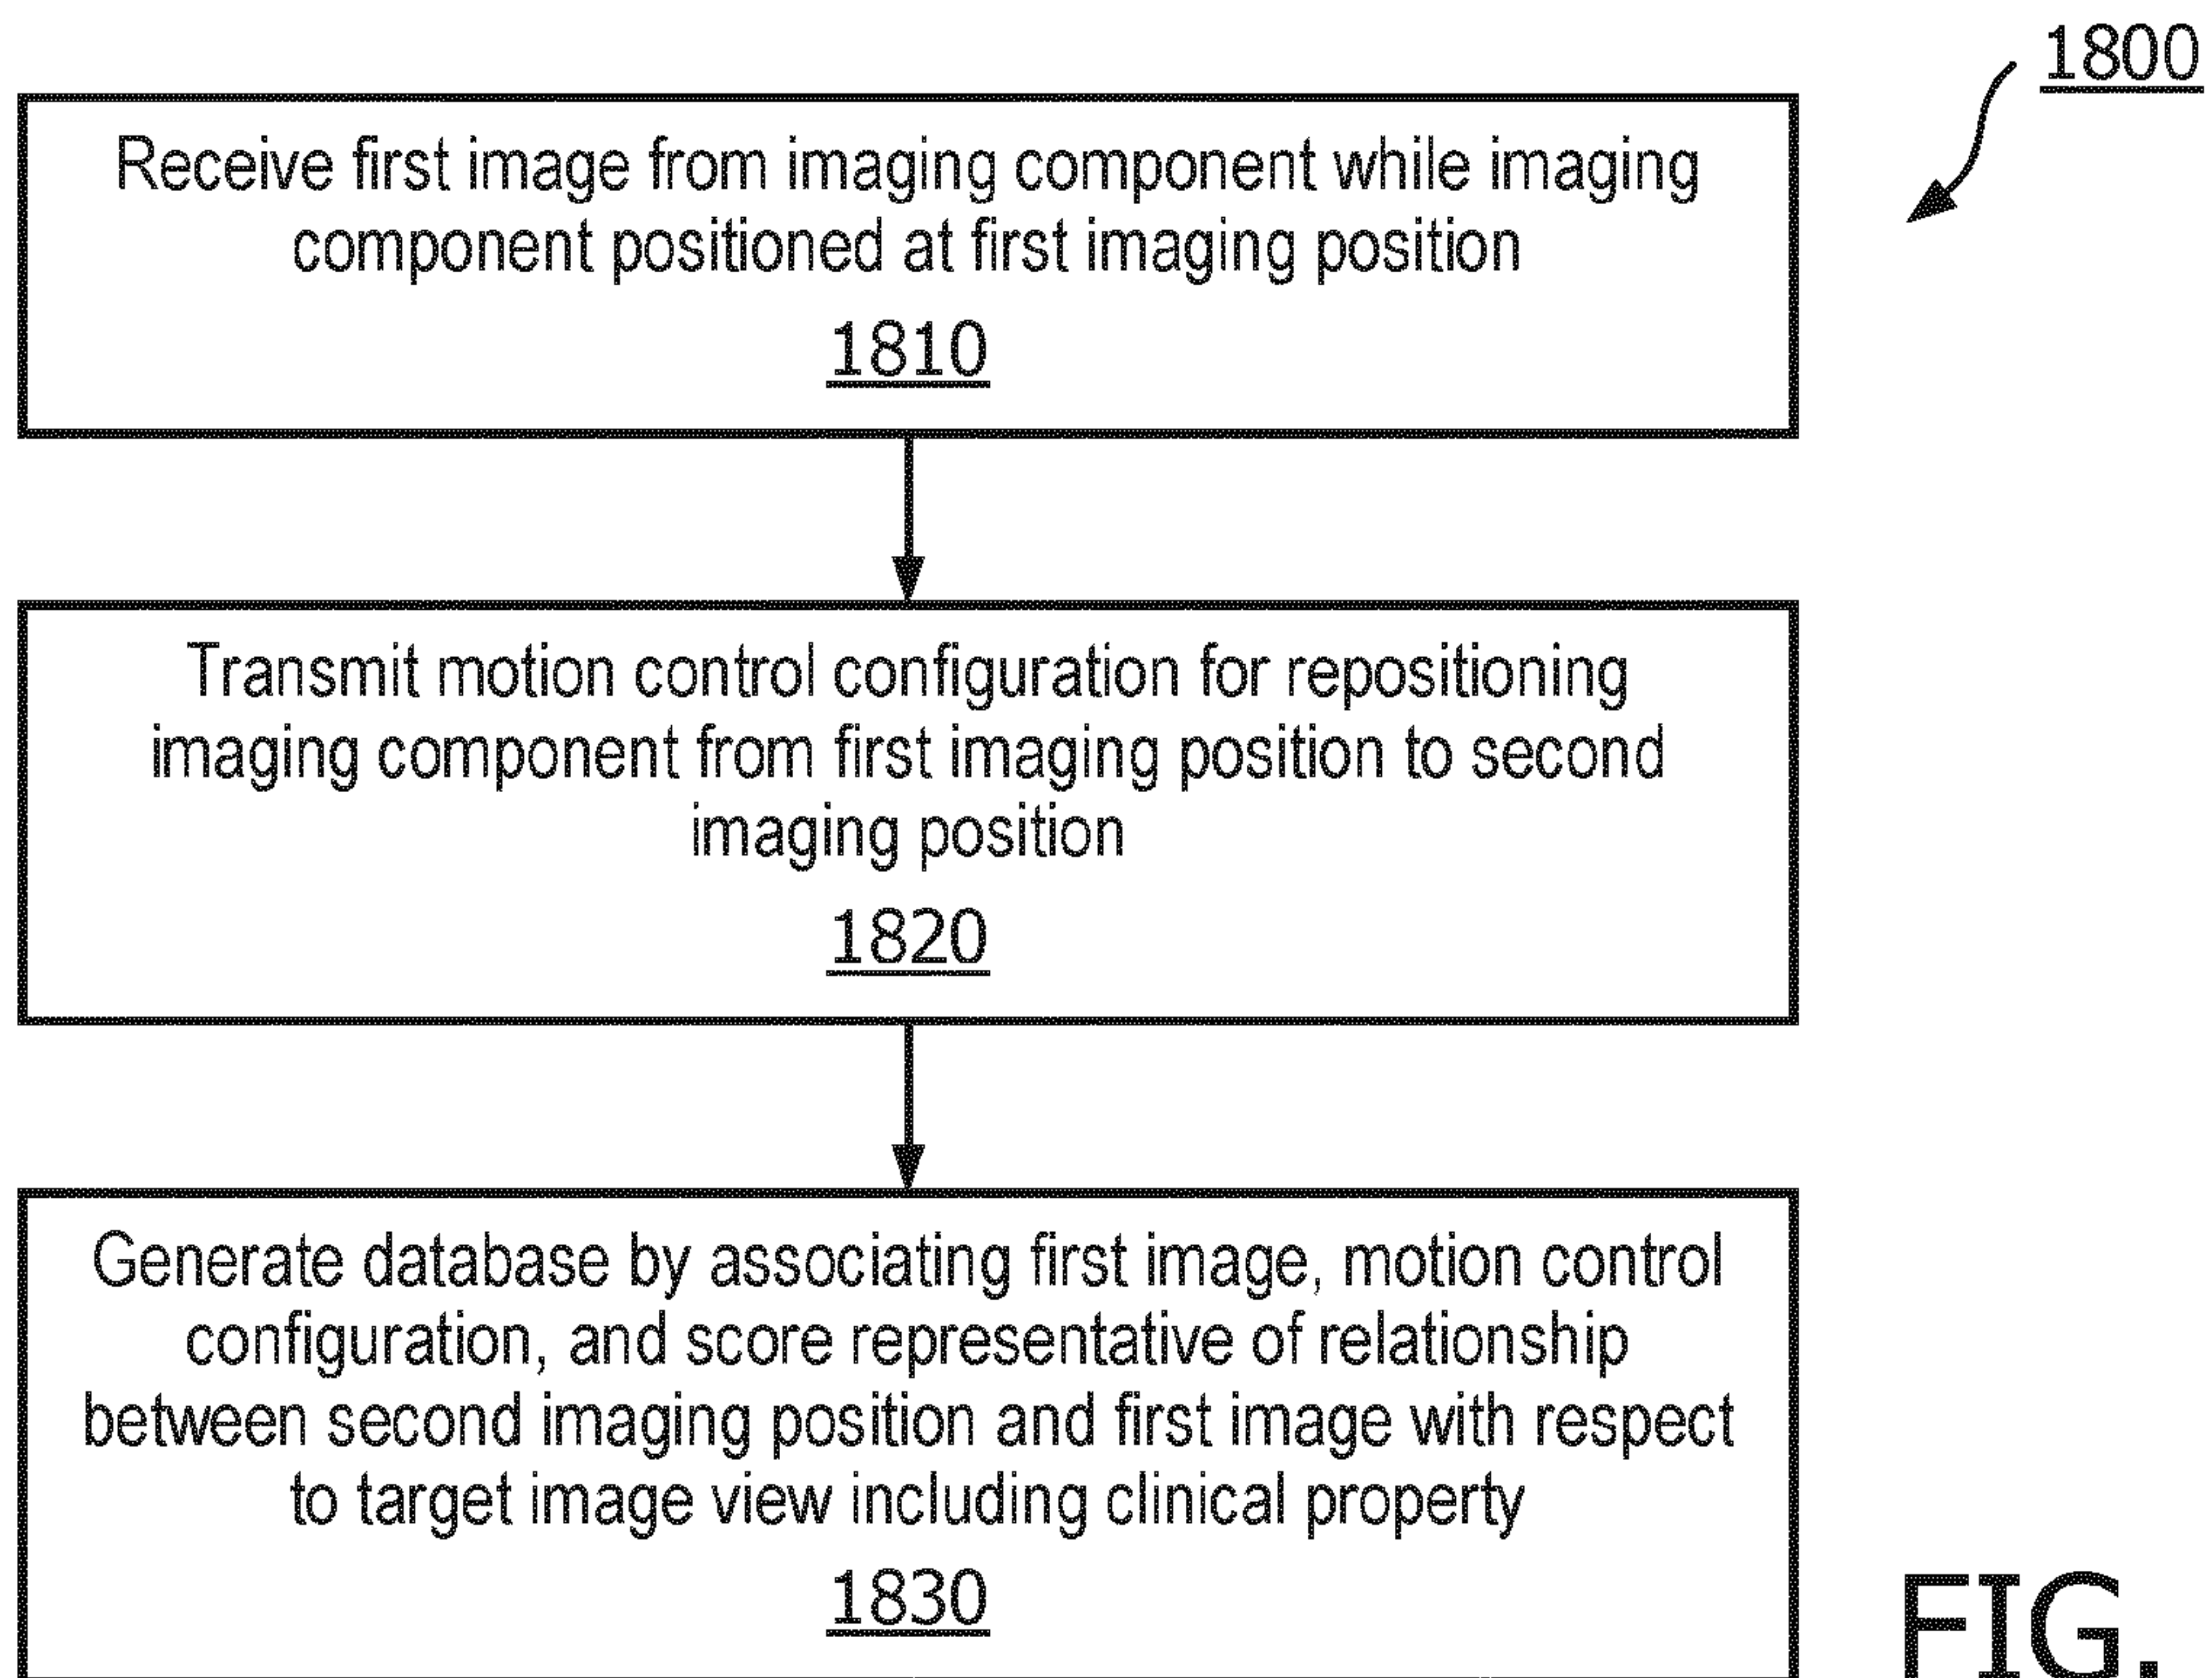 1800
Receive first image from imaging component while imaging
component positioned at first imaging position
1810
Transmit motion control configuration for repositioning
imaging component from first imaging position to second
imaging position
1820
Generate database by associating first image, motion control
configuration, and score representative of relationship
between second imaging position and first image with respect
to target image view including clinical property
1830
FIG.